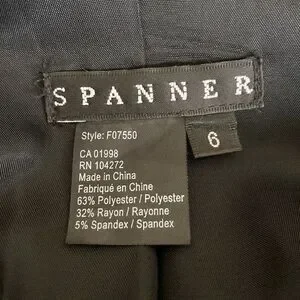 SPANNER
6
Style: F07550
CA 01998
RN 104272
Made in China
Fabriqué en Chine
63% Polyester / Polyester
32% Rayon / Rayonne
5% Spandex / Spandex